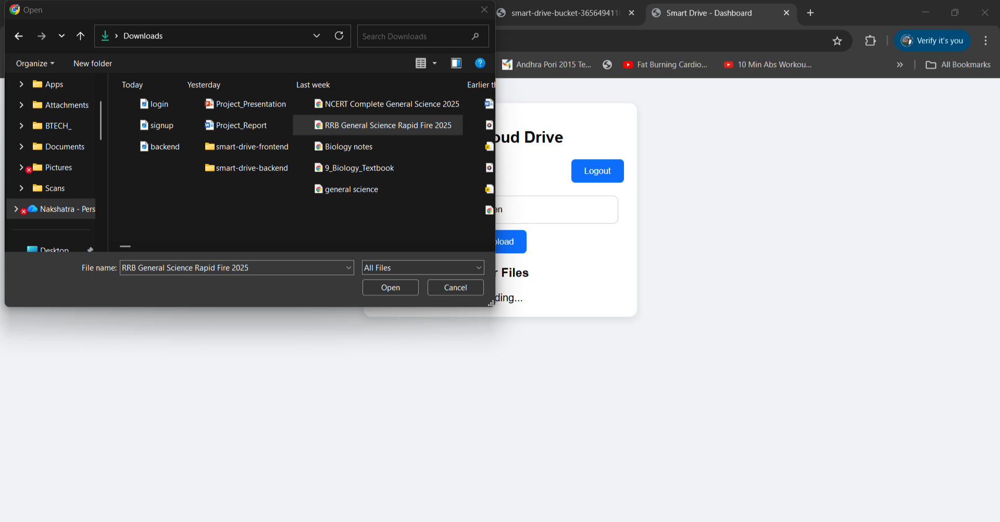 Open
smart-drive-bucket-3656494118
Smart Drive - Dashboard
Downloads
Search Downloads
Verify it's you
Organize
New folder
Andhra Pori 2015 Te...
Fat Burning Cardio...
10 Min Abs Workou...
All Bookmarks
Apps
Attachments
BTECH_
Documents
Pictures
Scans
Nakshatra - Pers
Desktop
Today
login
signup
backend
Yesterday
Project_Presentation
Project_Report
smart-drive-frontend
smart-drive-backend
Last week
NCERT Complete General Science 2025
RRB General Science Rapid Fire 2025
Biology notes
9_Biology_Textbook
general science
Earlier th
File name: RRB General Science Rapid Fire 2025
All Files
Open
Cancel
oud Drive
Logout
en
load
r Files
ding...